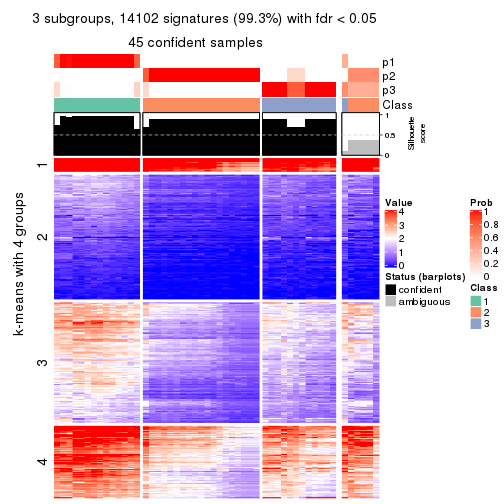 3 subgroups, 14102 signatures (99.3%) with fdr < 0.05
45 confident samples
p1
p2
p3
Class
1
0.5
0
Silhouette
score
k-means with 4 groups
1
2
3
4
Value
4
3
2
1
0
Status (barplots)
confident
ambiguous
Prob
1
0.8
0.6
0.4
0.2
0
Class
1
2
3